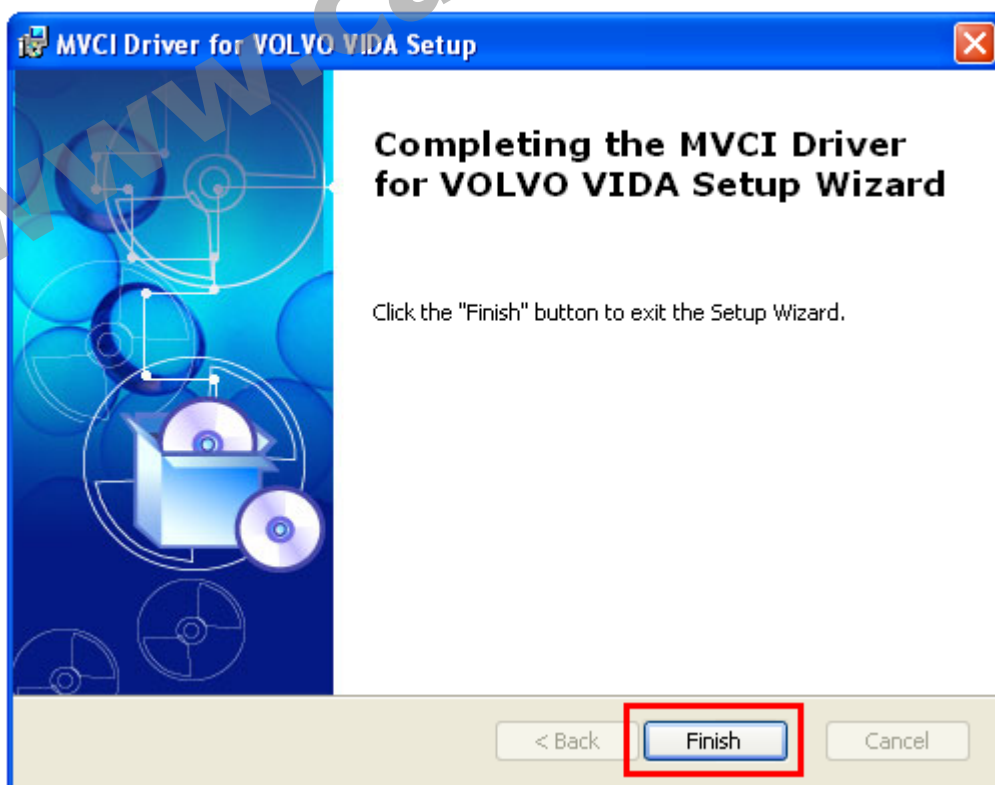 MVCI Driver for VOLVO VIDA Setup
Completing the MVCI Driver
for VOLVO VIDA Setup Wizard
Click the "Finish" button to exit the Setup Wizard.
< Back Finish Cancel